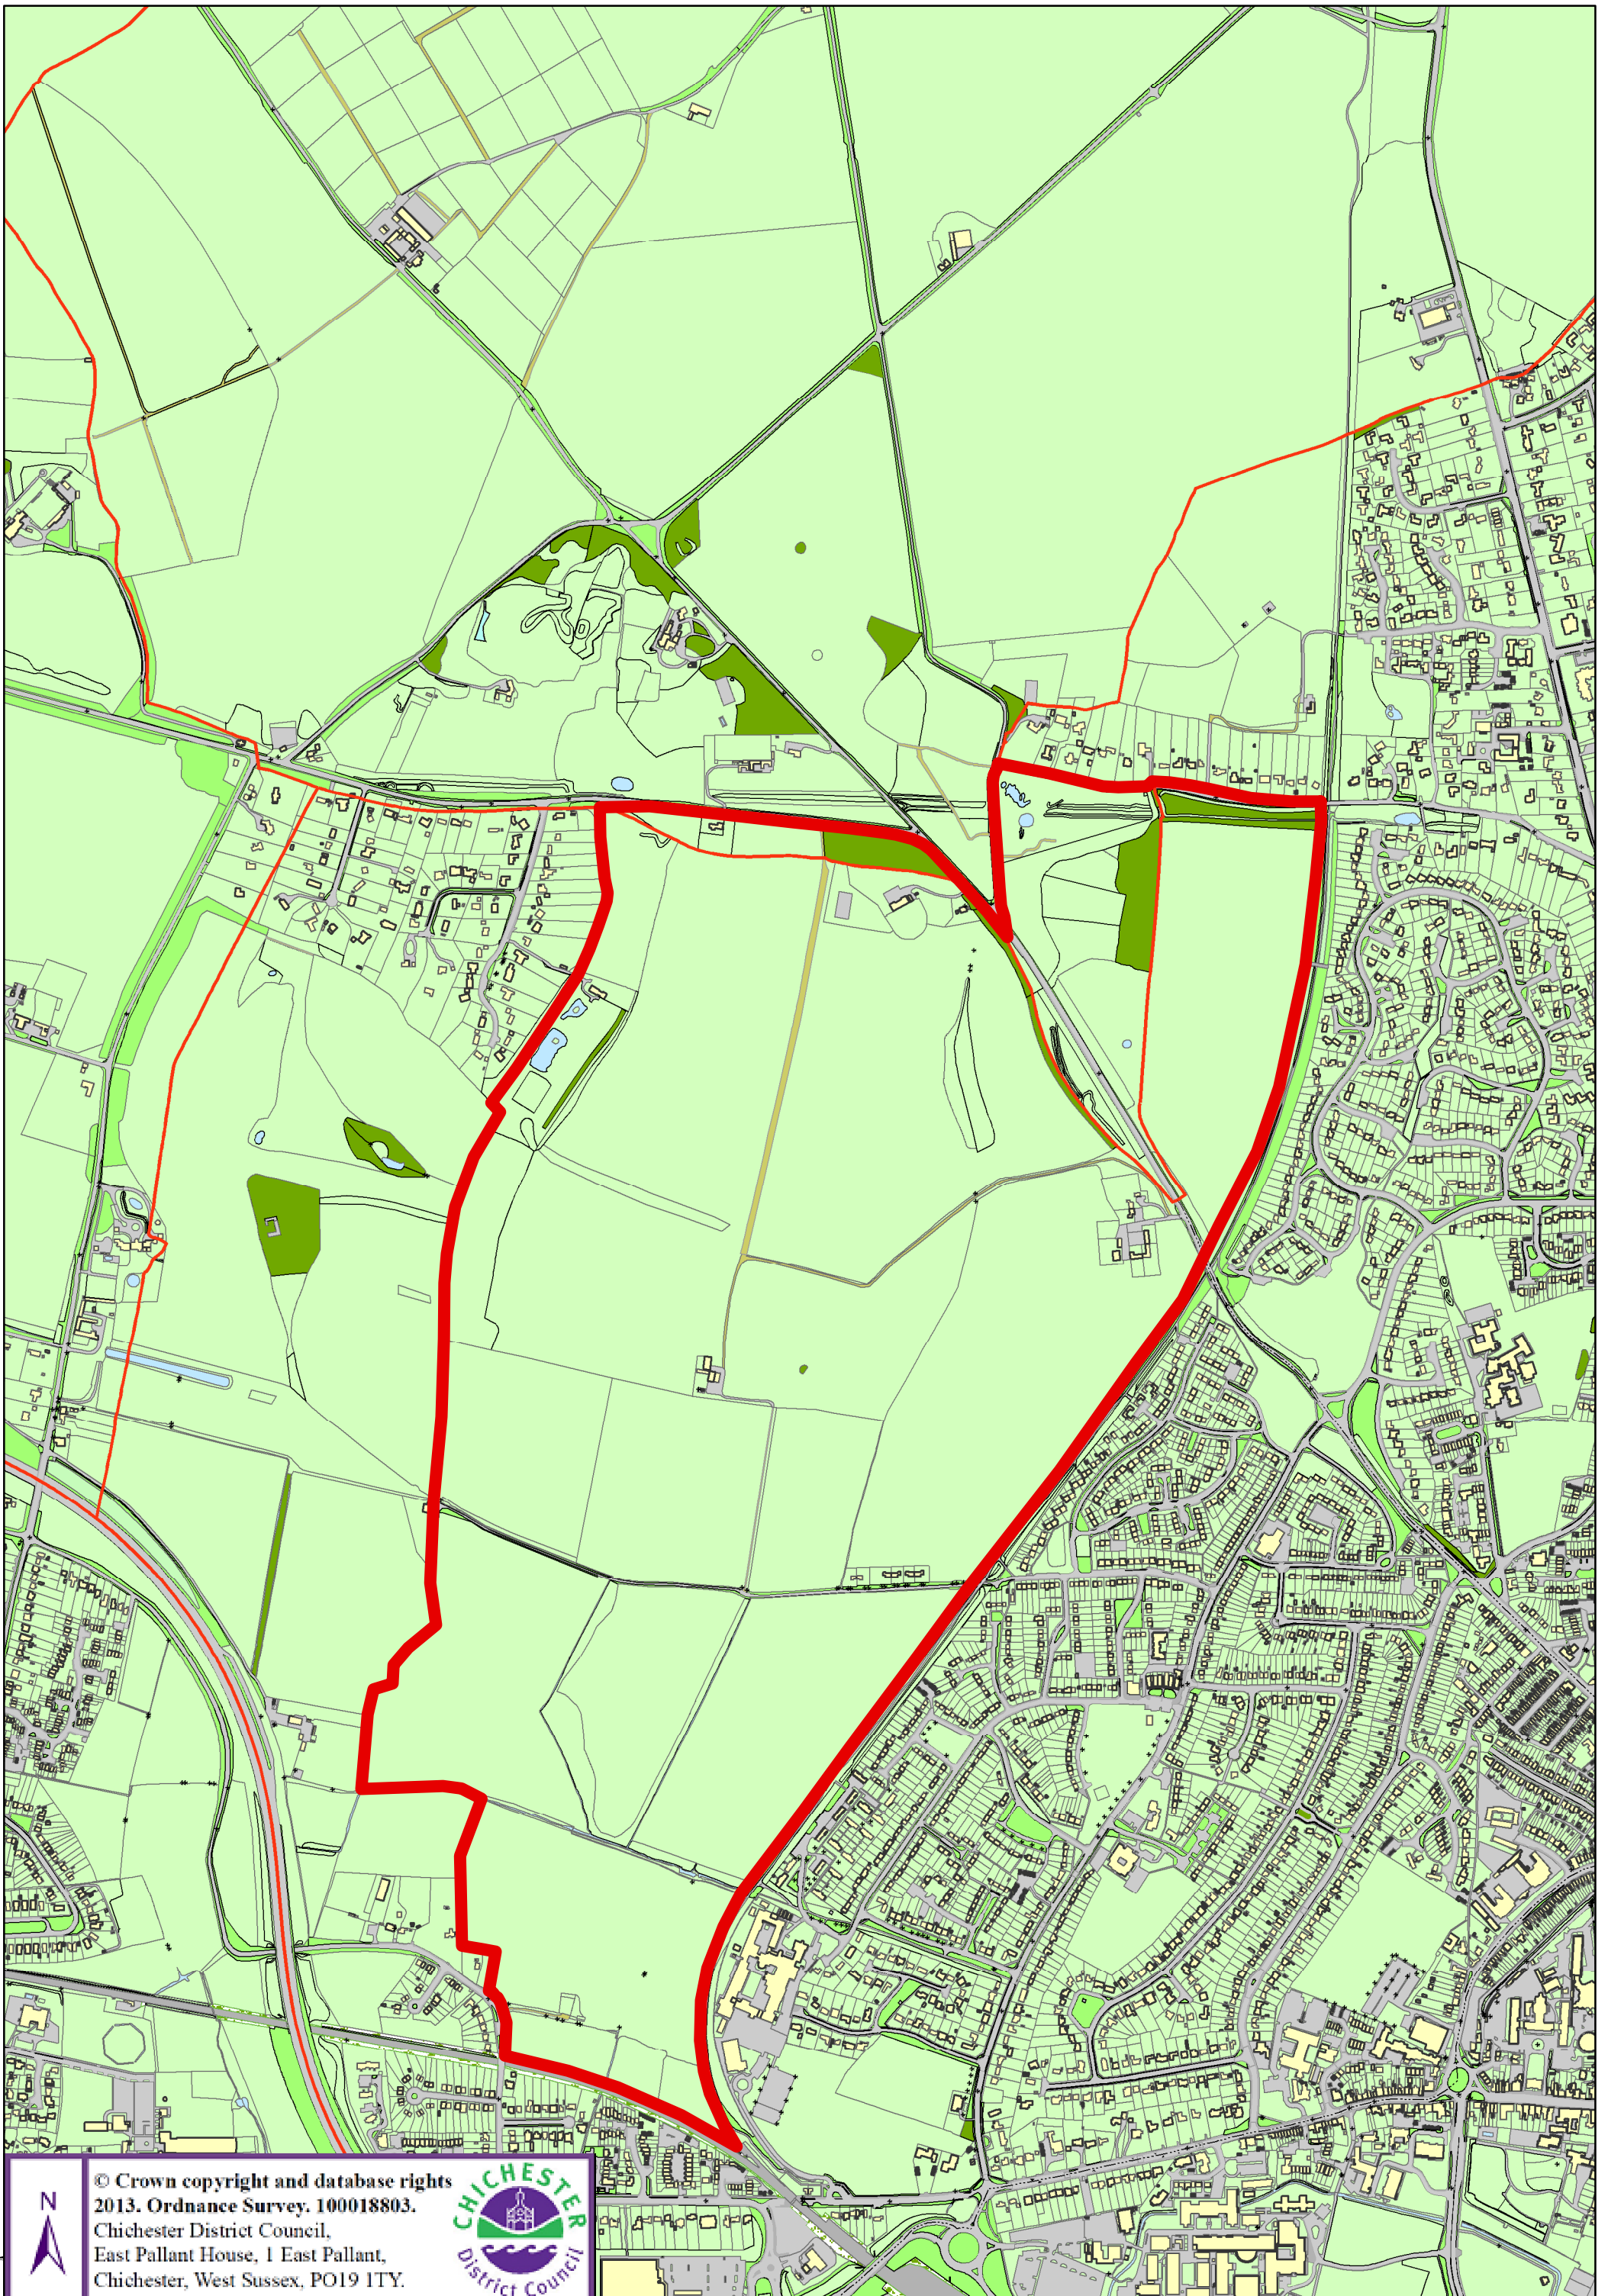 N
© Crown copyright and database rights
2013. Ordnance Survey. 100018803.
Chichester District Council,
East Pallant House, 1 East Pallant,
Chichester, West Sussex, PO19 1TY.
CHICHESTER
District Council